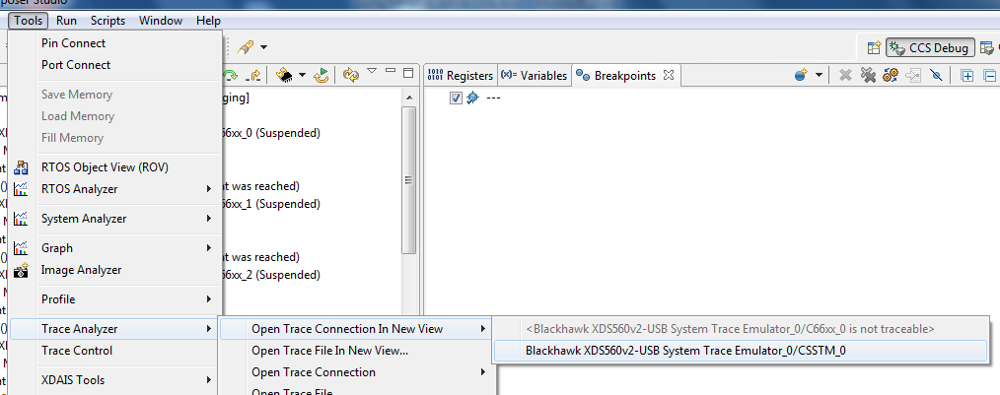 poser Studio
Tools Run Scripts Window Help
Pin Connect
Port Connect
CCS Debug
Registers (x)= Variables Breakpoints
Save Memory
ging]
---
Load Memory
Fill Memory
66xx_0 (Suspended)
RTOS Object View (ROV)
RTOS Analyzer
t was reached)
System Analyzer
66xx_1 (Suspended)
Graph
t was reached)
Image Analyzer
66xx_2 (Suspended)
Profile
Trace Analyzer
Open Trace Connection In New View
<Blackhawk XDS560v2-USB System Trace Emulator_0/C66xx_0 is not traceable>
Trace Control
Open Trace File In New View...
Blackhawk XDS560v2-USB System Trace Emulator_0/CSSTM_0
XDAIS Tools
Open Trace Connection
Open Trace File